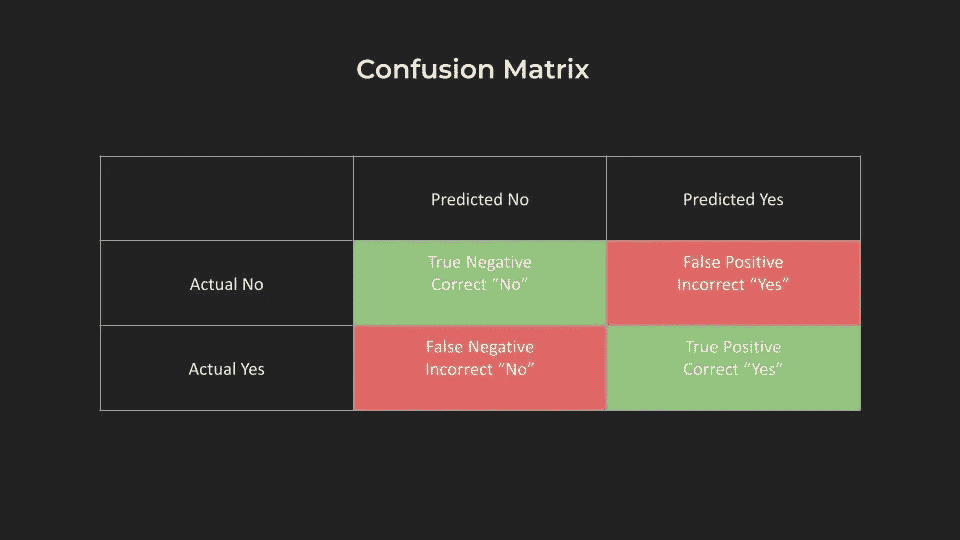 Confusion Matrix
Predicted No
Predicted Yes
Actual No
True Negative
Correct “No”
False Positive
Incorrect “Yes”
Actual Yes
False Negative
Incorrect “No”
True Positive
Correct “Yes”